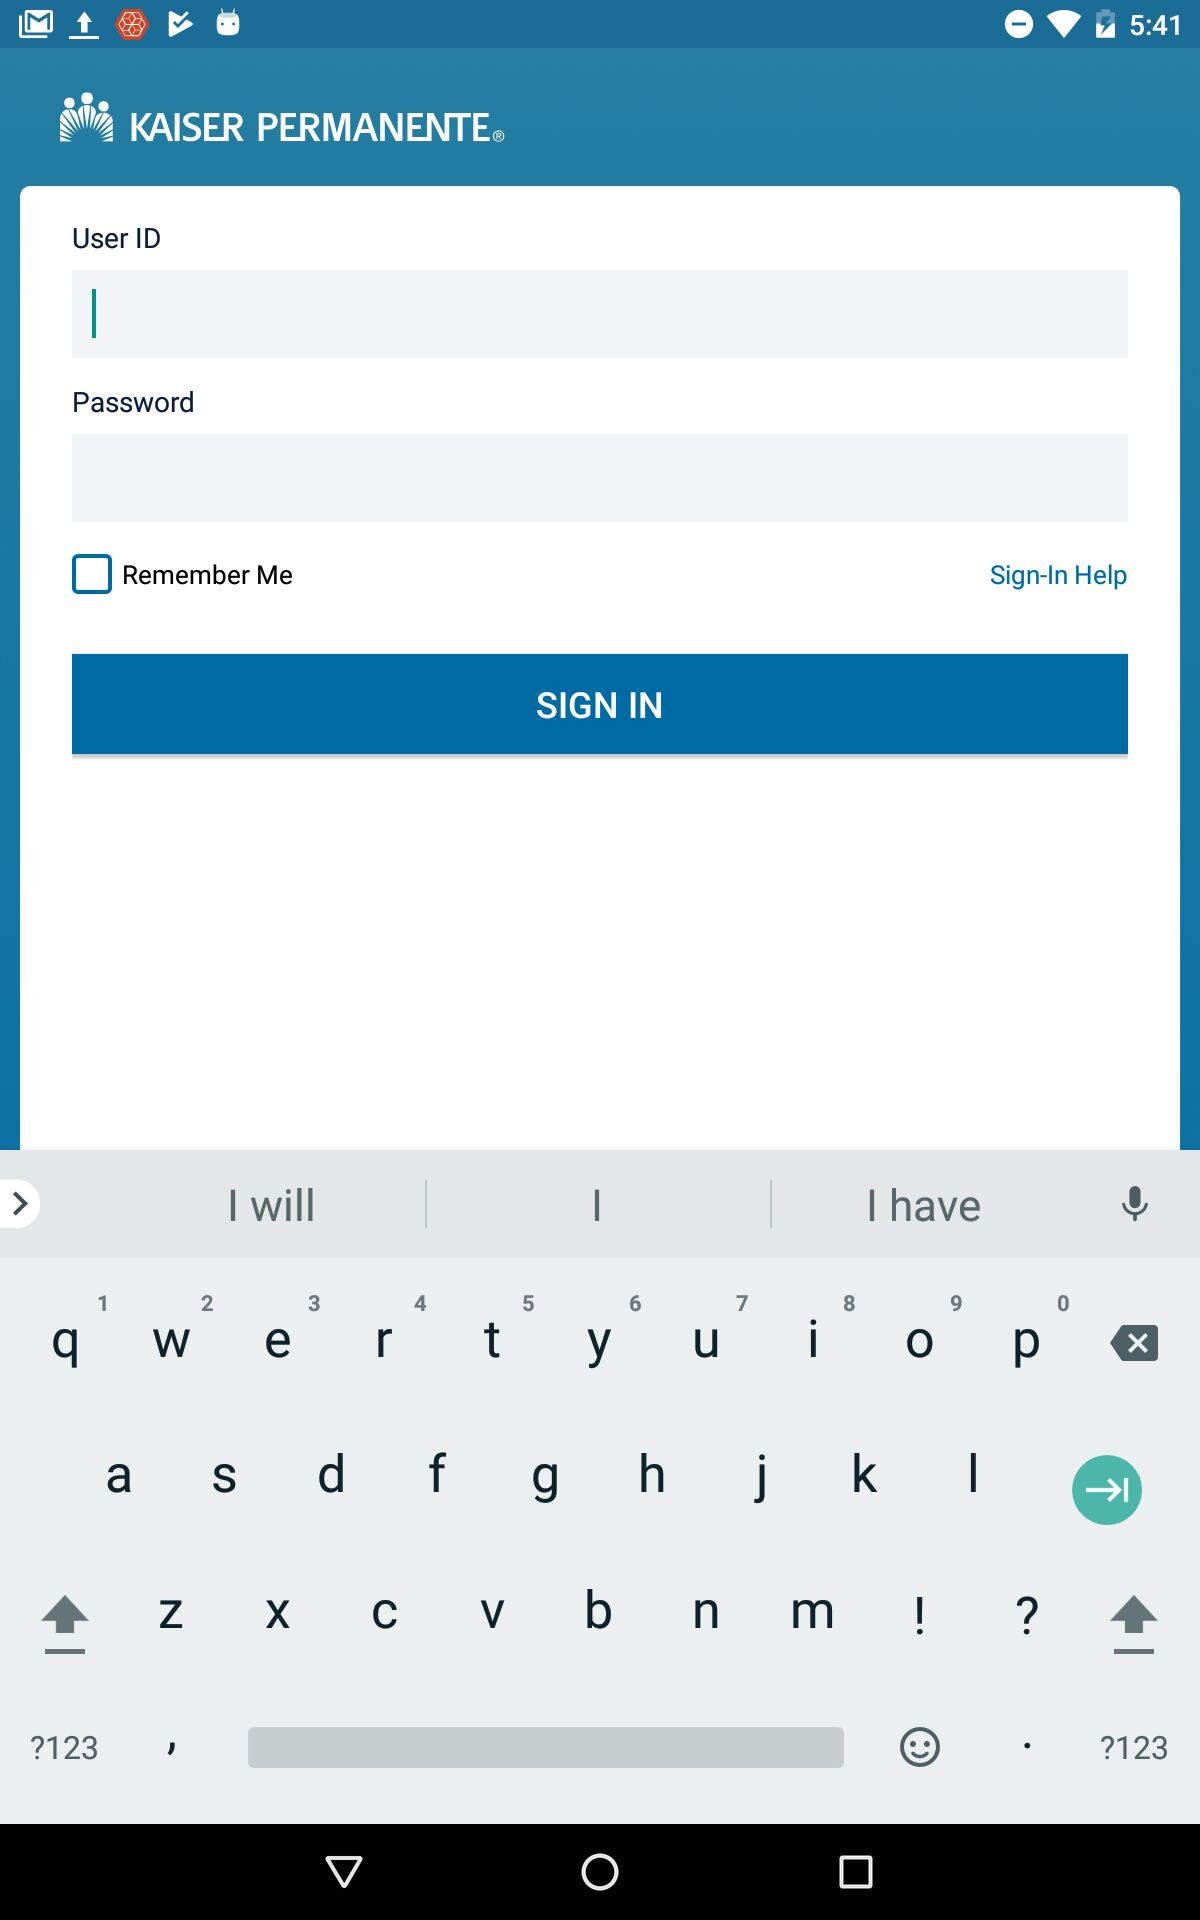 5:41
KAISER PERMANENTE®
User ID
Password
Remember Me
Sign-In Help
SIGN IN
I will
I
I have
1 2 3 4 5 6 7 8 9 0
q w e r t y u i o p
a s d f g h j k l
z x c v b n m ! ?
?123 , . ?123